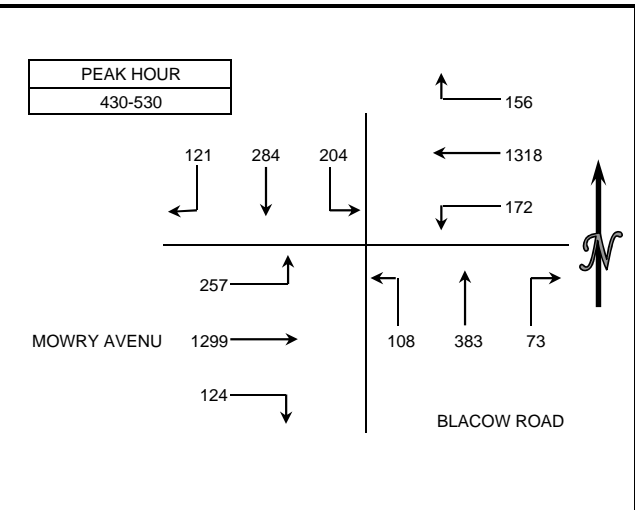 PEAK HOUR
430-530
156
121 284 204 1318
172
257
MOWRY AVENU 1299 108 383 73
124
BLACOW ROAD
N